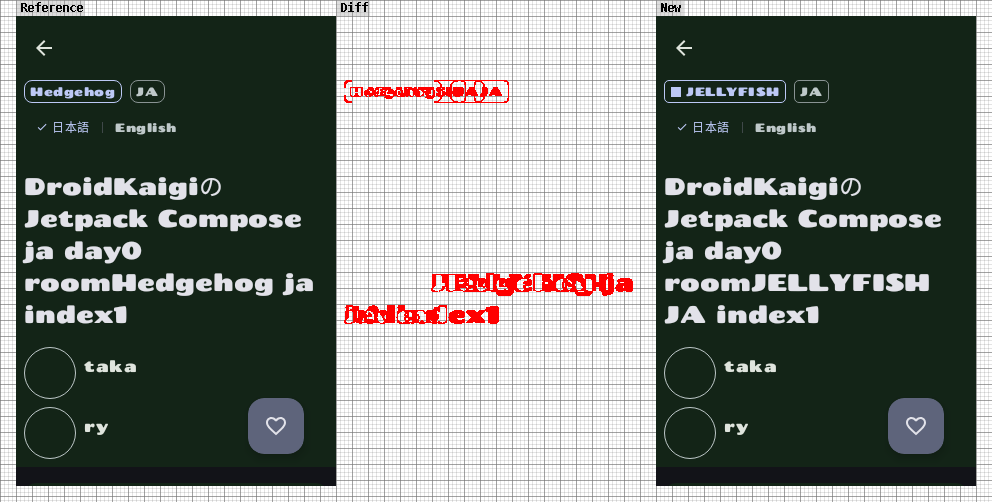 Reference
Diff
New
Hedgehog JA
日本語 English
DroidKaigiの
Jetpack Compose
ja day0
roomHedgehog ja
index1
taka
ry
JELLYFISH JA
日本語 English
DroidKaigiの
Jetpack Compose
ja day0
roomJELLYFISH
JA index1
taka
ry